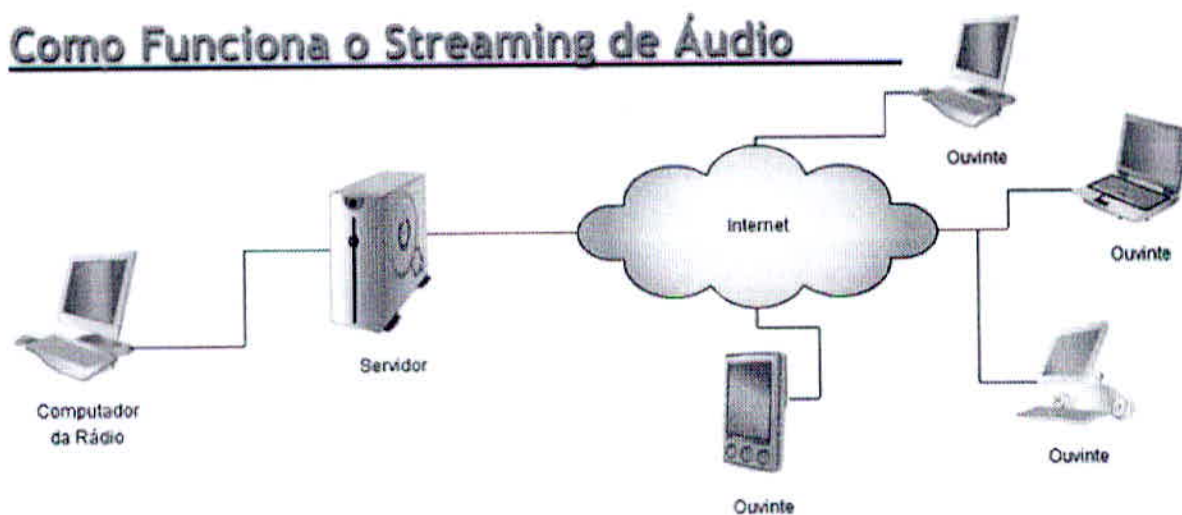 Como Funciona o Streaming de Áudio
Ouvinte
Internet
Ouvinte
Servidor
Computador
da Rádio
Ouvinte
Ouvinte